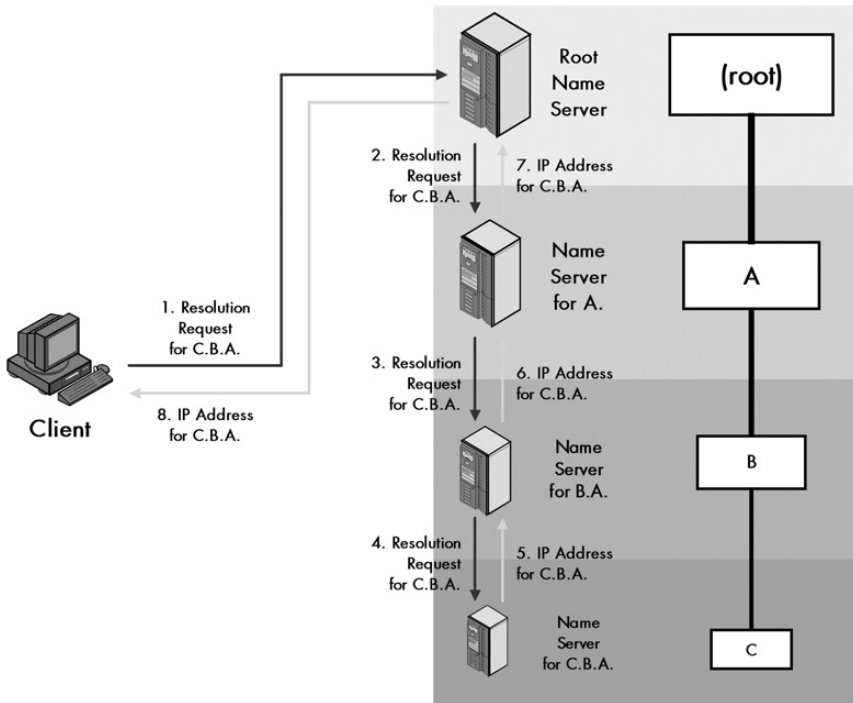 Root
Name
Server
(root)
2. Resolution
Request
for C.B.A.
7. IP Address
for C.B.A.
Name
Server
for A.
A
1. Resolution
Request
for C.B.A.
3. Resolution
Request
for C.B.A.
6. IP Address
for C.B.A.
8. IP Address
for C.B.A.
Client
Name
Server
for B.A.
B
4. Resolution
Request
for C.B.A.
5. IP Address
for C.B.A.
Name
Server
for C.B.A.
C